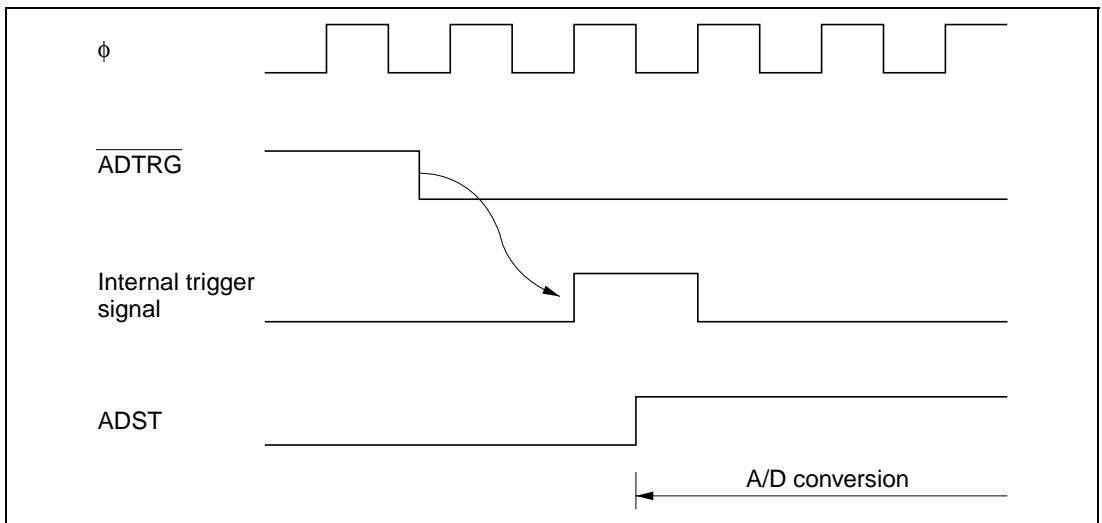 ϕ
ADTRG
Internal trigger
signal
ADST
A/D conversion